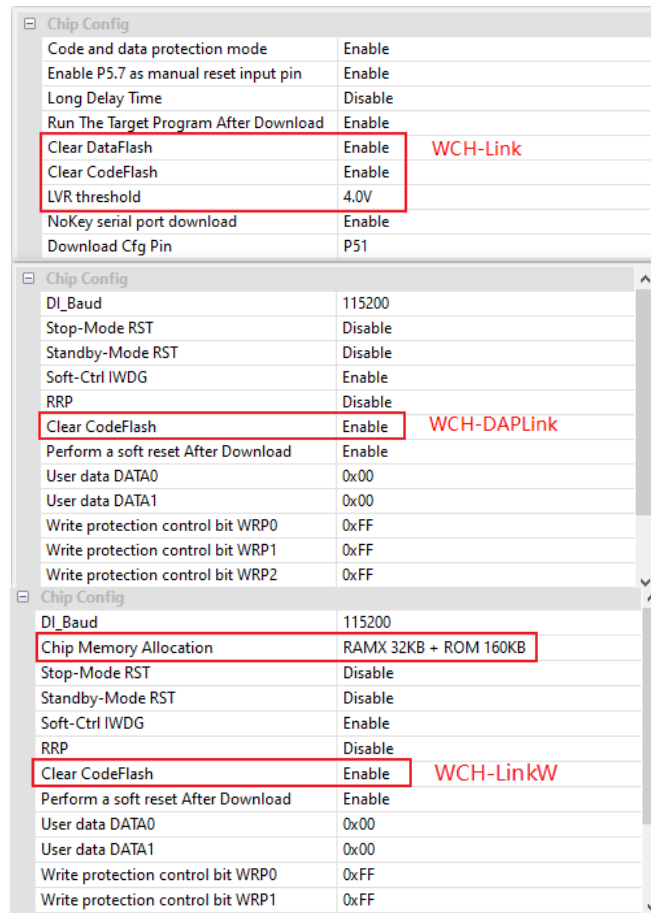 Chip Config
Code and data protection mode Enable
Enable P5.7 as manual reset input pin Enable
Long Delay Time Disable
Run The Target Program After Download Enable
Clear DataFlash Enable WCH-Link
Clear CodeFlash Enable
LVR threshold 4.0V
NoKey serial port download Enable
Download Cfg Pin P51
Chip Config
DI_Baud 115200
Stop-Mode RST Disable
Standby-Mode RST Disable
Soft-Ctrl IWDG Enable
RRP Disable
Clear CodeFlash Enable WCH-DAPLink
Perform a soft reset After Download Enable
User data DATA0 0x00
User data DATA1 0x00
Write protection control bit WRP0 0xFF
Write protection control bit WRP1 0xFF
Write protection control bit WRP2 0xFF
Chip Config
DI_Baud 115200
Chip Memory Allocation RAMX 32KB + ROM 160KB
Stop-Mode RST Disable
Standby-Mode RST Disable
Soft-Ctrl IWDG Enable
RRP Disable
Clear CodeFlash Enable WCH-LinkW
Perform a soft reset After Download Enable
User data DATA0 0x00
User data DATA1 0x00
Write protection control bit WRP0 0xFF
Write protection control bit WRP1 0xFF